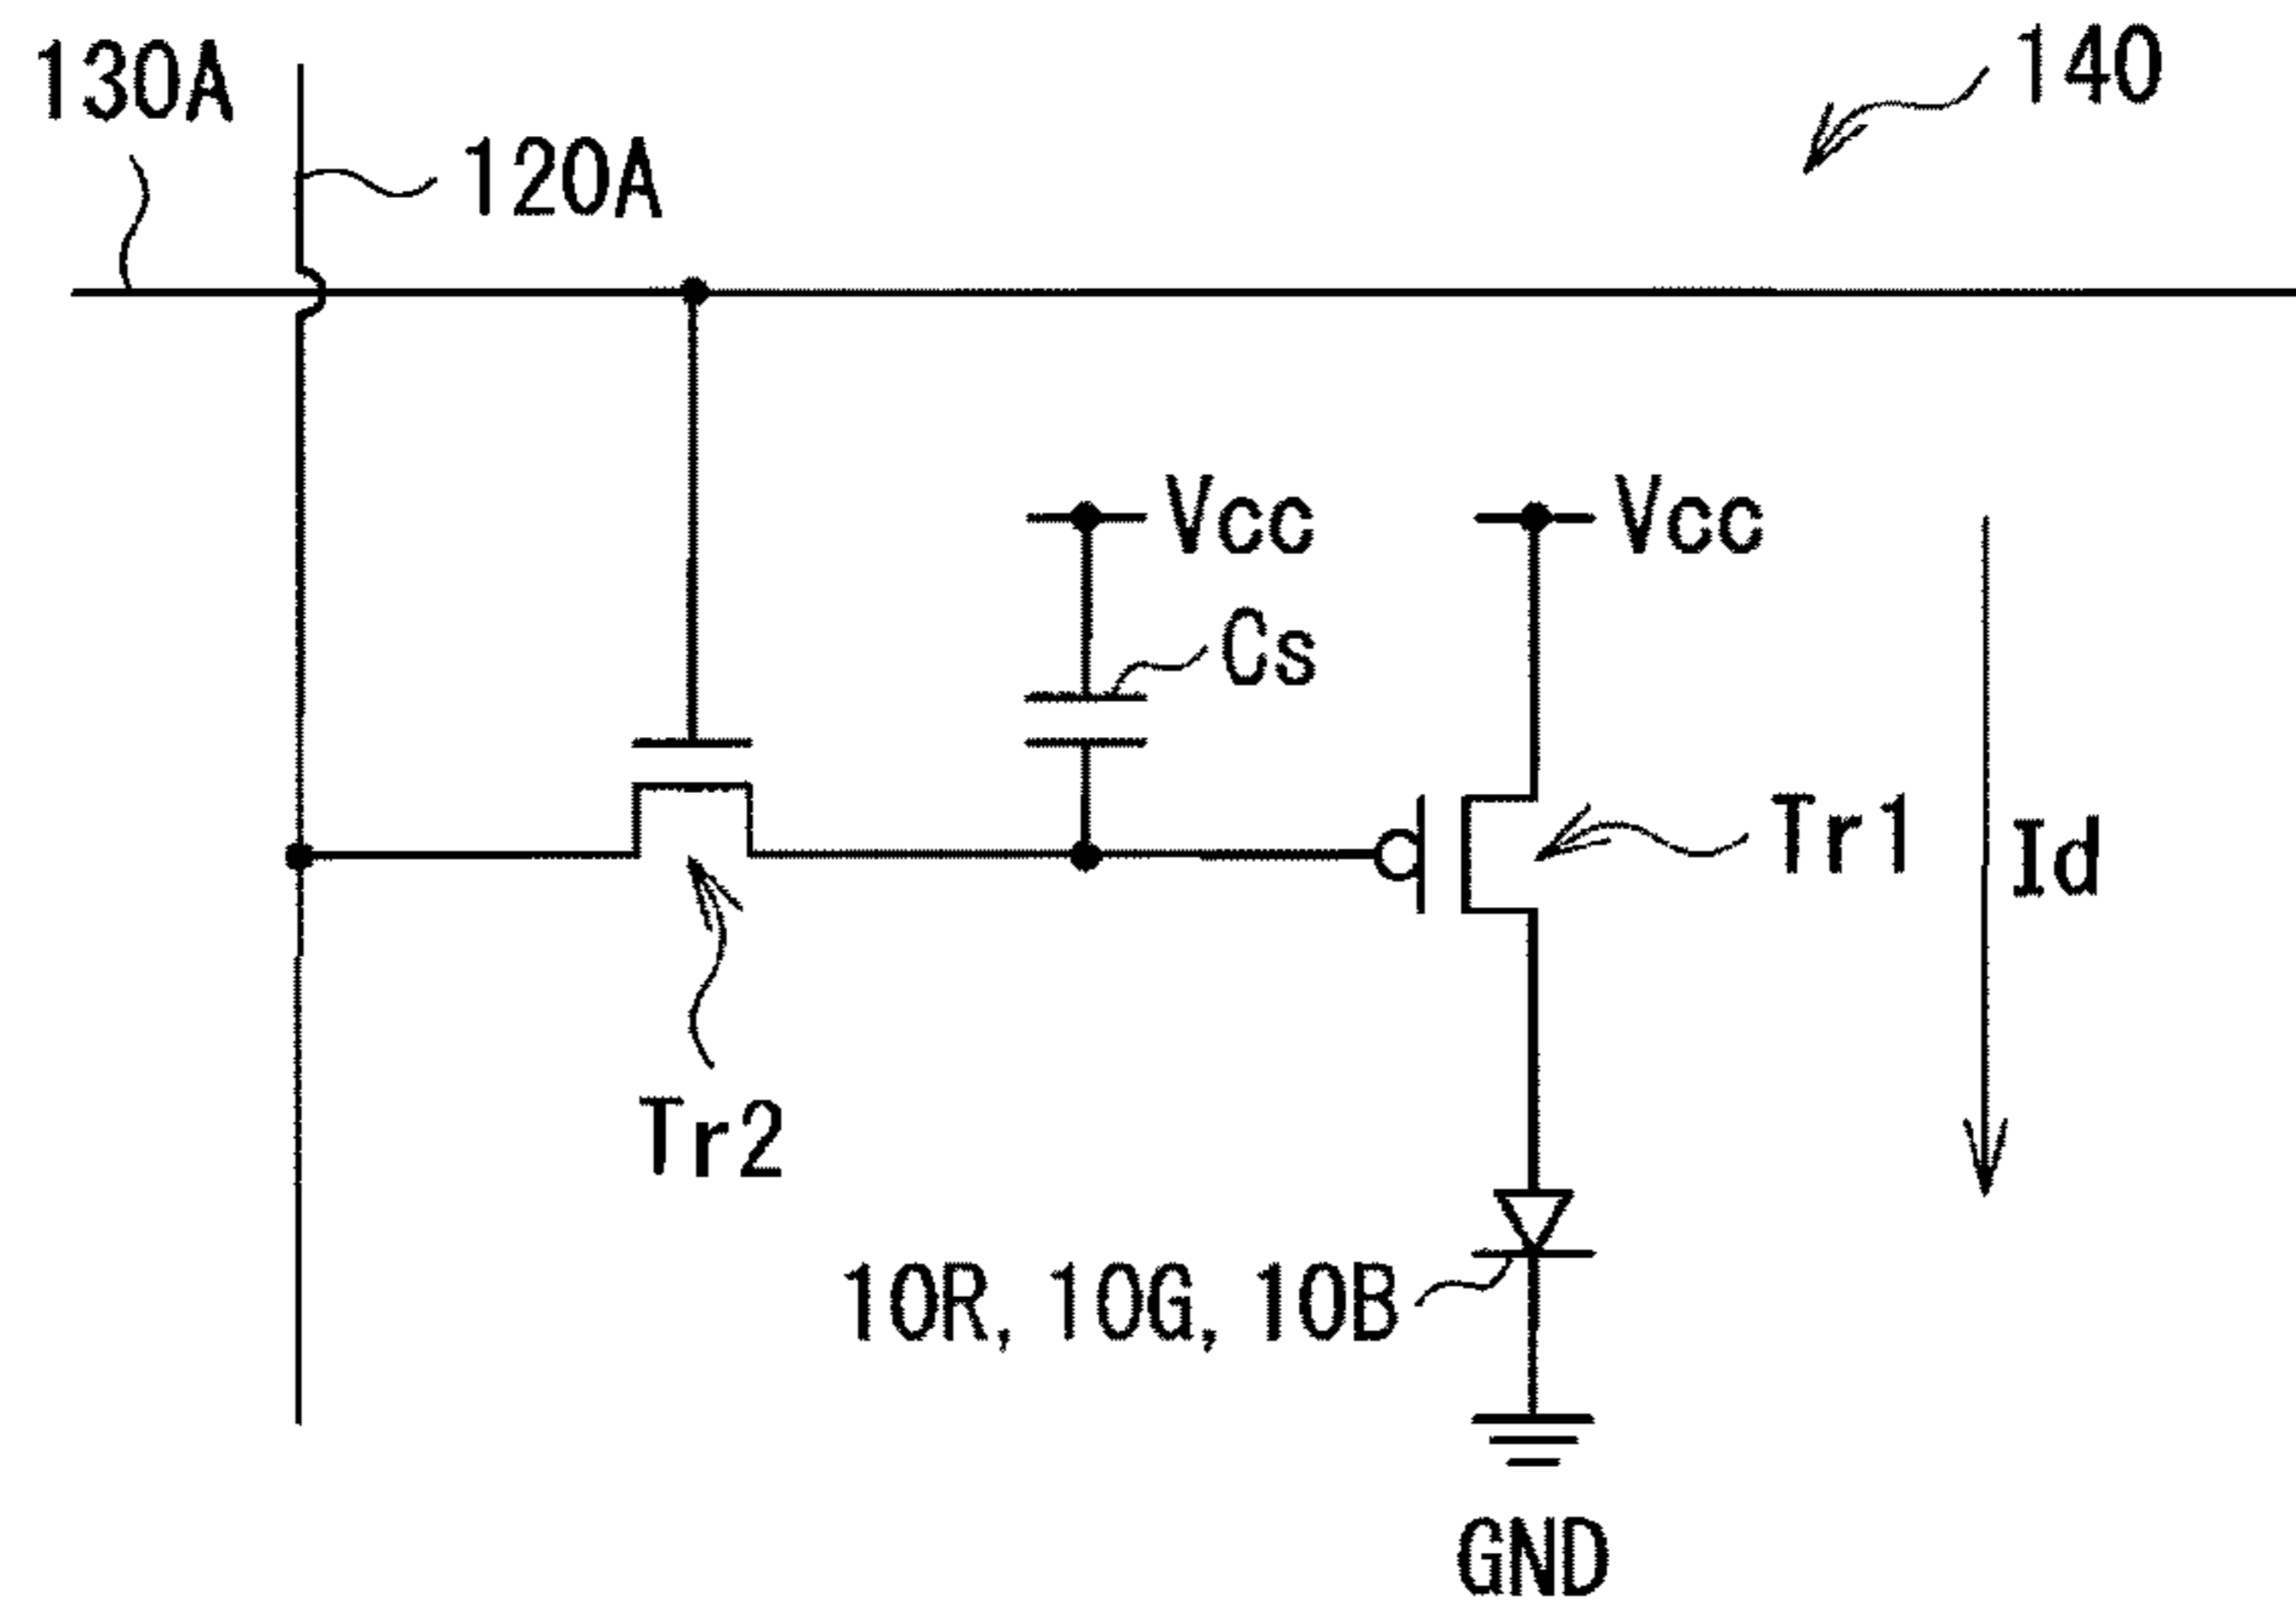 130A
120A
140
Vcc
Vcc
Cs
Tr1
Id
Tr2
10R, 10G, 10B
GND